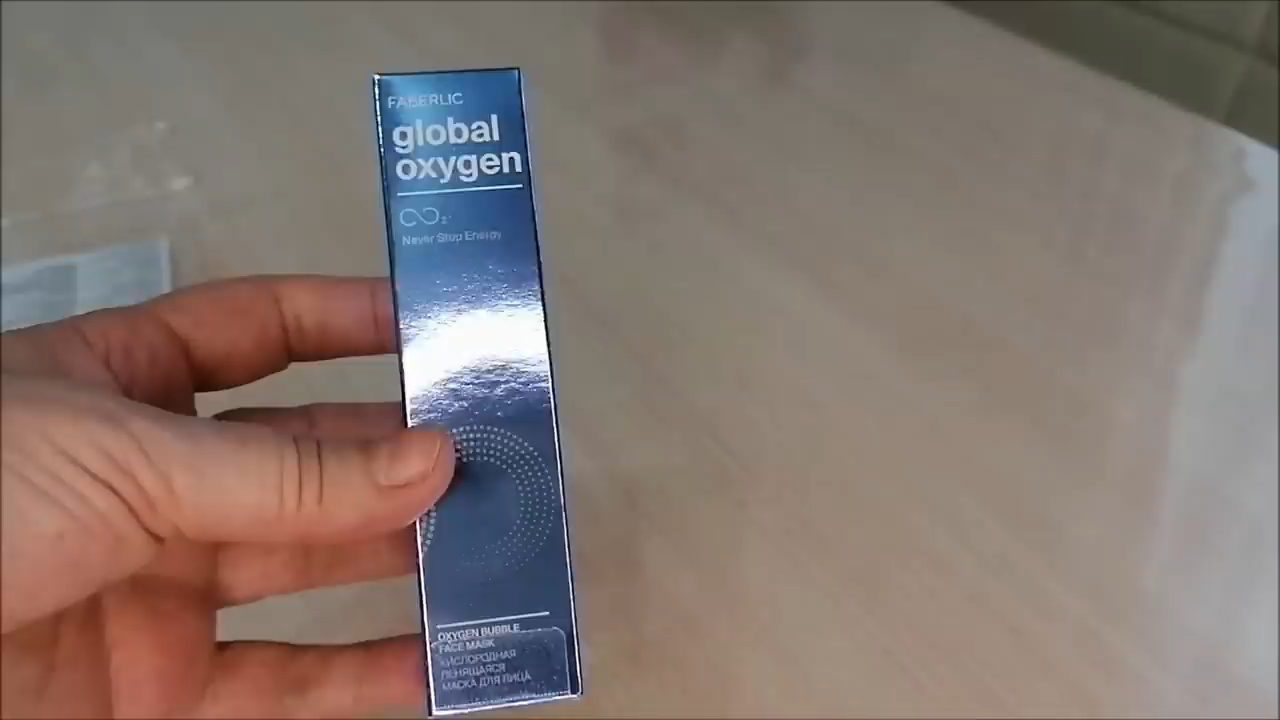 FABERLIC
global
oxygen
Never Stop Energy
OXYGEN BUBBLE
FACE MASK
КИСЛОРОДНАЯ
ПЕНЯЩАЯСЯ
МАСКА ДЛЯ ЛИЦА